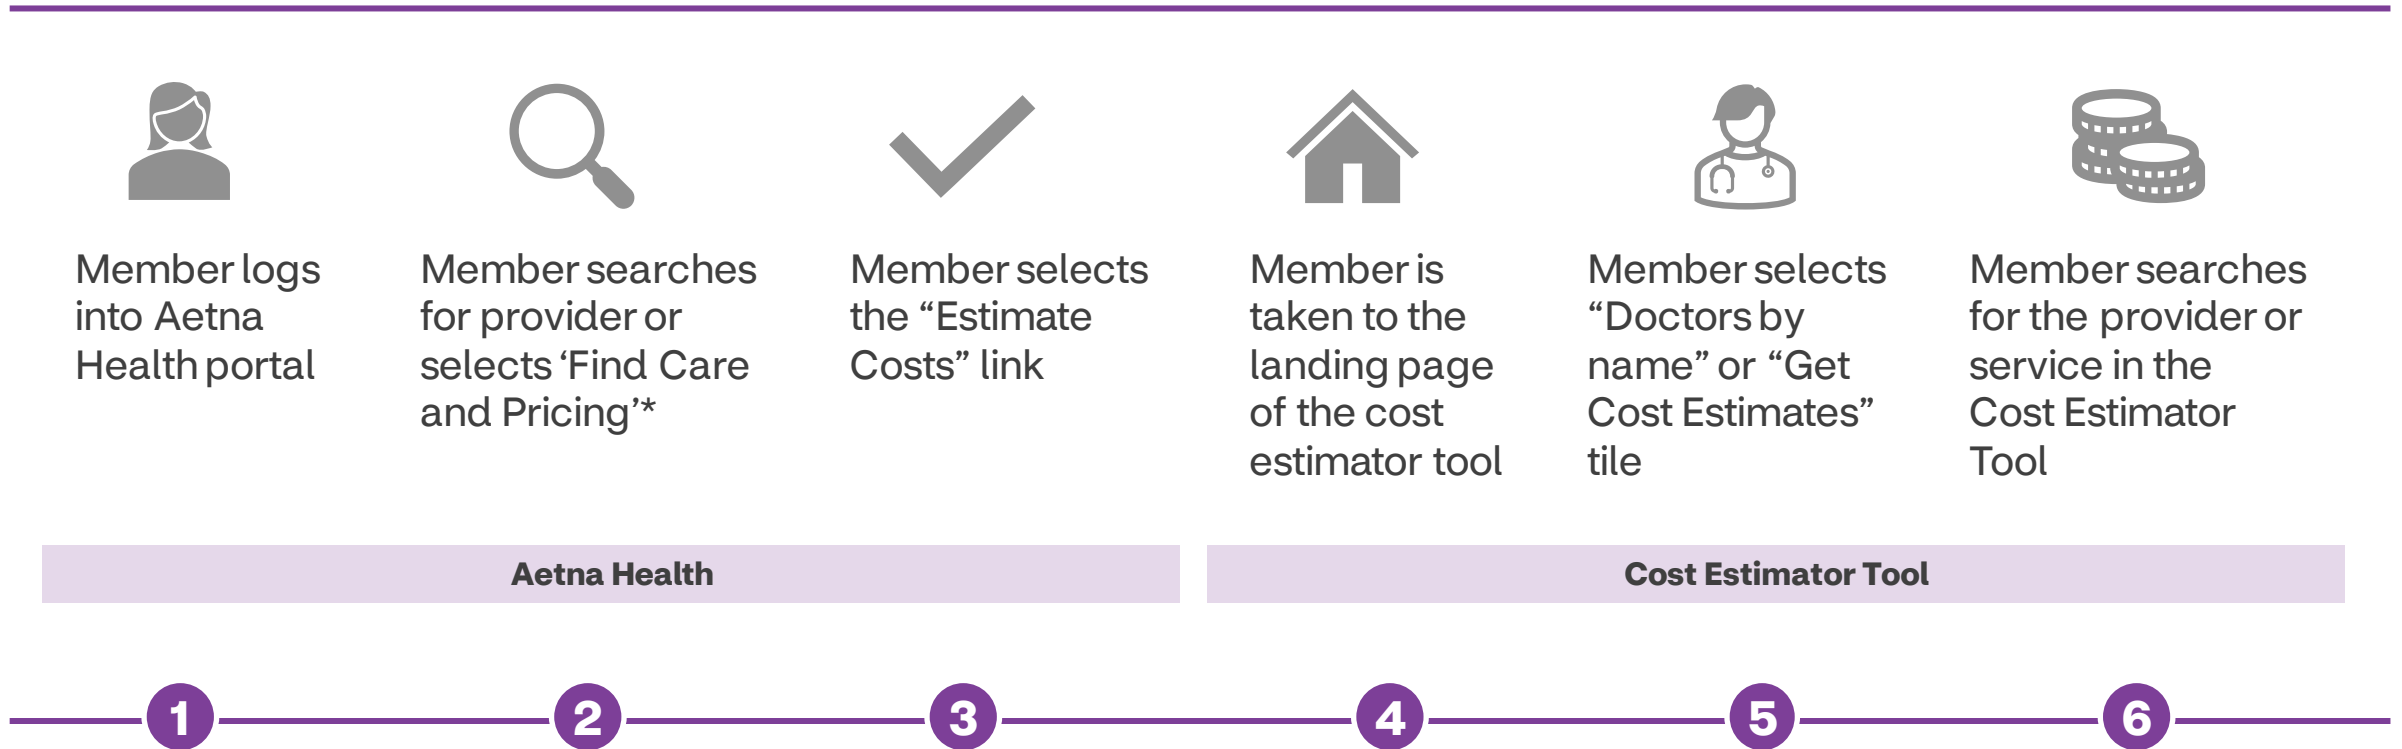 Member logs
into Aetna
Health portal
Member searches
for provider or
selects ‘Find Care
and Pricing’*
Member selects
the “Estimate
Costs” link
Member is
taken to the
landing page
of the cost
estimator tool
Member selects
“Doctors by
name” or “Get
Cost Estimates”
tile
Member searches
for the provider or
service in the
Cost Estimator
Tool
Aetna Health
Cost Estimator Tool
1
2
3
4
5
6